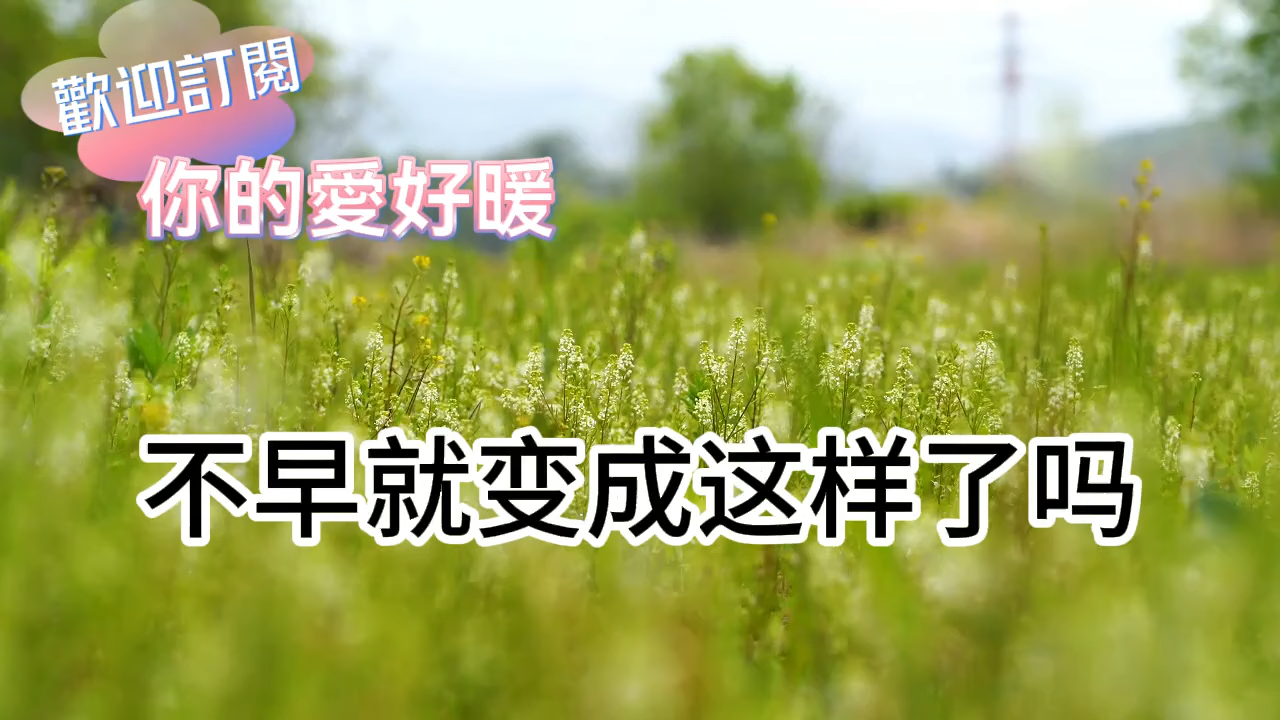 歡迎訂閱
你的愛好暖
不早就变成这样了吗